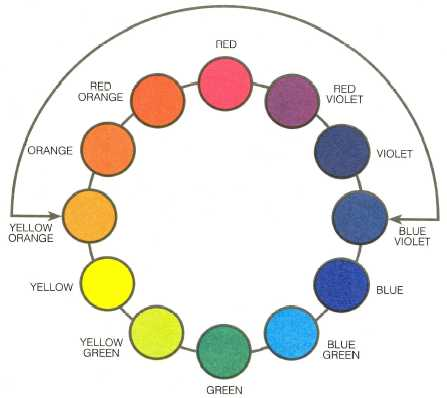 RED
RED
ORANGE
RED
VIOLET
ORANGE
VIOLET
YELLOW
ORANGE
BLUE
VIOLET
YELLOW
BLUE
YELLOW
GREEN
BLUE
GREEN
GREEN